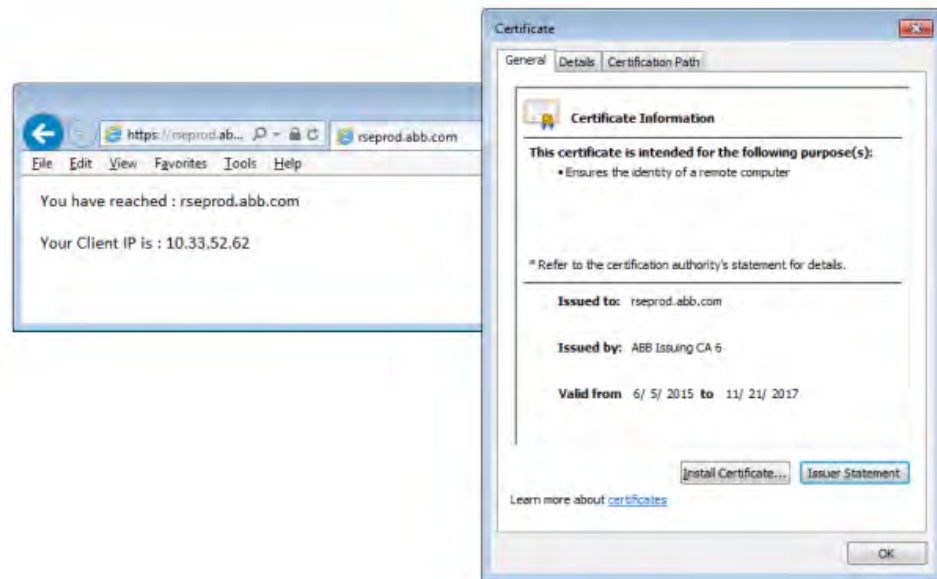 https://rseprod.ab...
rseprod.abb.com
File Edit View Favorites Tools Help
You have reached : rseprod.abb.com
Your Client IP is : 10.33.52.62
Certificate
General Details Certification Path
Certificate Information
This certificate is intended for the following purpose(s):
• Ensures the identity of a remote computer
* Refer to the certification authority's statement for details.
Issued to: rseprod.abb.com
Issued by: ABB Issuing CA 6
Valid from 6/ 5/ 2015 to 11/ 21/ 2017
Install Certificate... Issuer Statement
Learn more about certificates
OK